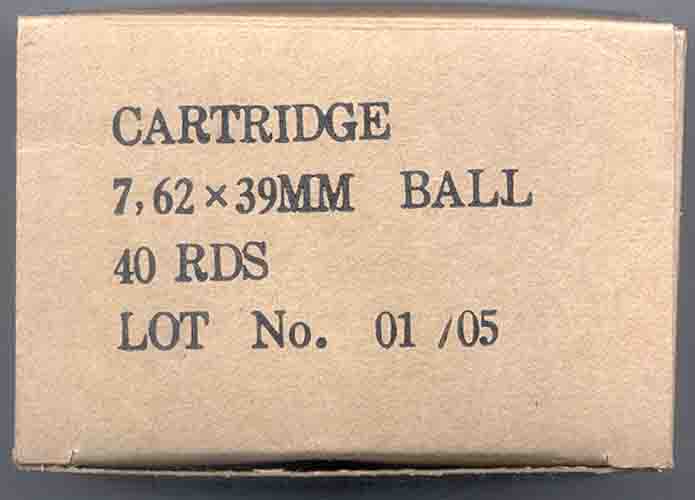 CARTRIDGE
7,62×39MM BALL
40 RDS
LOT No. 01 /05